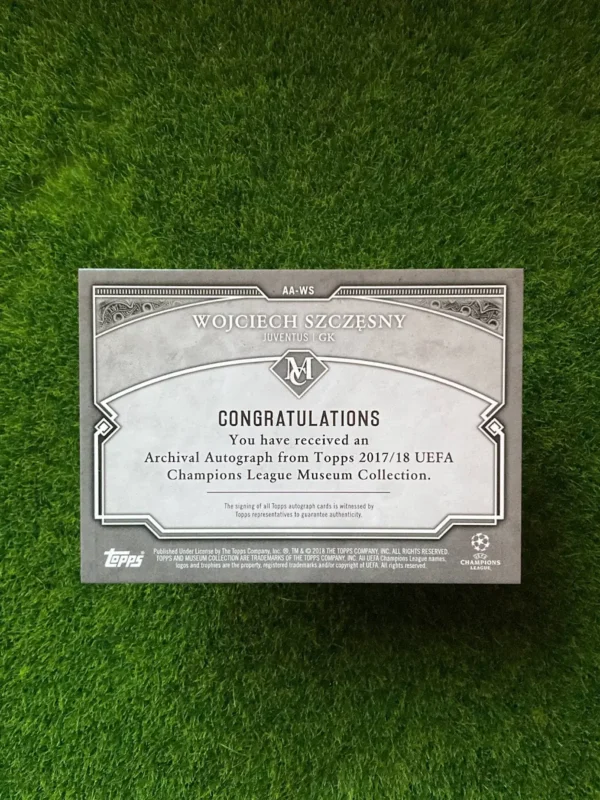 AA-WS
WOJCIECH SZCZĘSNY
JUVENTUS | GK
MC
CONGRATULATIONS
You have received an
Archival Autograph from Topps 2017/18 UEFA
Champions League Museum Collection.
The signing of all Topps autograph cards is witnessed by
Topps representatives to guarantee authenticity.
Topps
Published Under License by The Topps Company, Inc. ®, TM & © 2018 THE TOPPS COMPANY, INC. ALL RIGHTS RESERVED.
TOPPS AND MUSEUM COLLECTION ARE TRADEMARKS OF THE TOPPS COMPANY, INC. All UEFA Champions League names,
logos and trophies are the property, registered trademarks and/or copyright of UEFA. All rights reserved.
UEFA
CHAMPIONS
LEAGUE